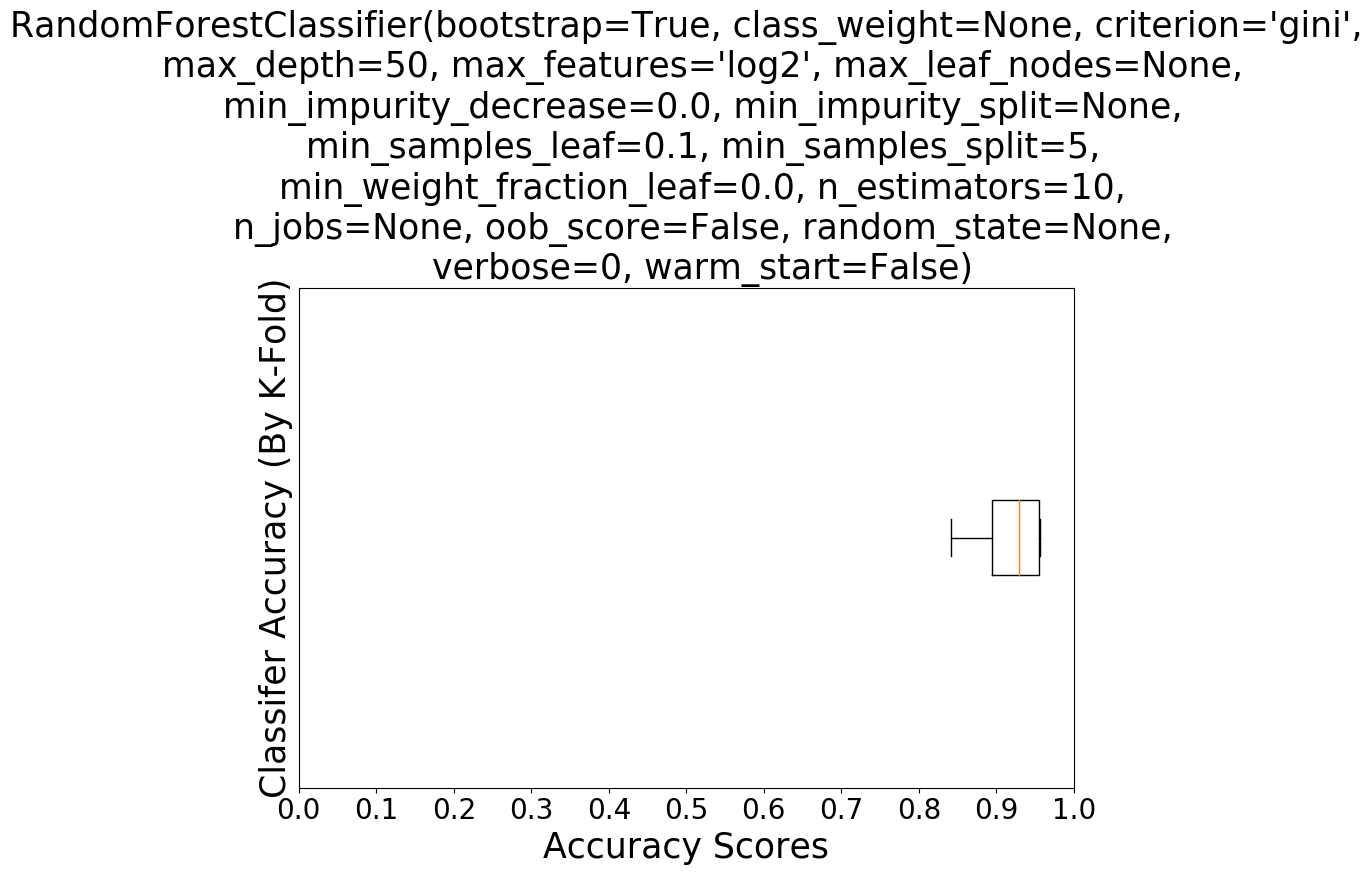 RandomForestClassifier(bootstrap=True, class_weight=None, criterion='gini',
max_depth=50, max_features='log2', max_leaf_nodes=None,
min_impurity_decrease=0.0, min_impurity_split=None,
min_samples_leaf=0.1, min_samples_split=5,
min_weight_fraction_leaf=0.0, n_estimators=10,
n_jobs=None, oob_score=False, random_state=None,
verbose=0, warm_start=False)
Classifer Accuracy (By K-Fold)
0.0 0.1 0.2 0.3 0.4 0.5 0.6 0.7 0.8 0.9 1.0
Accuracy Scores